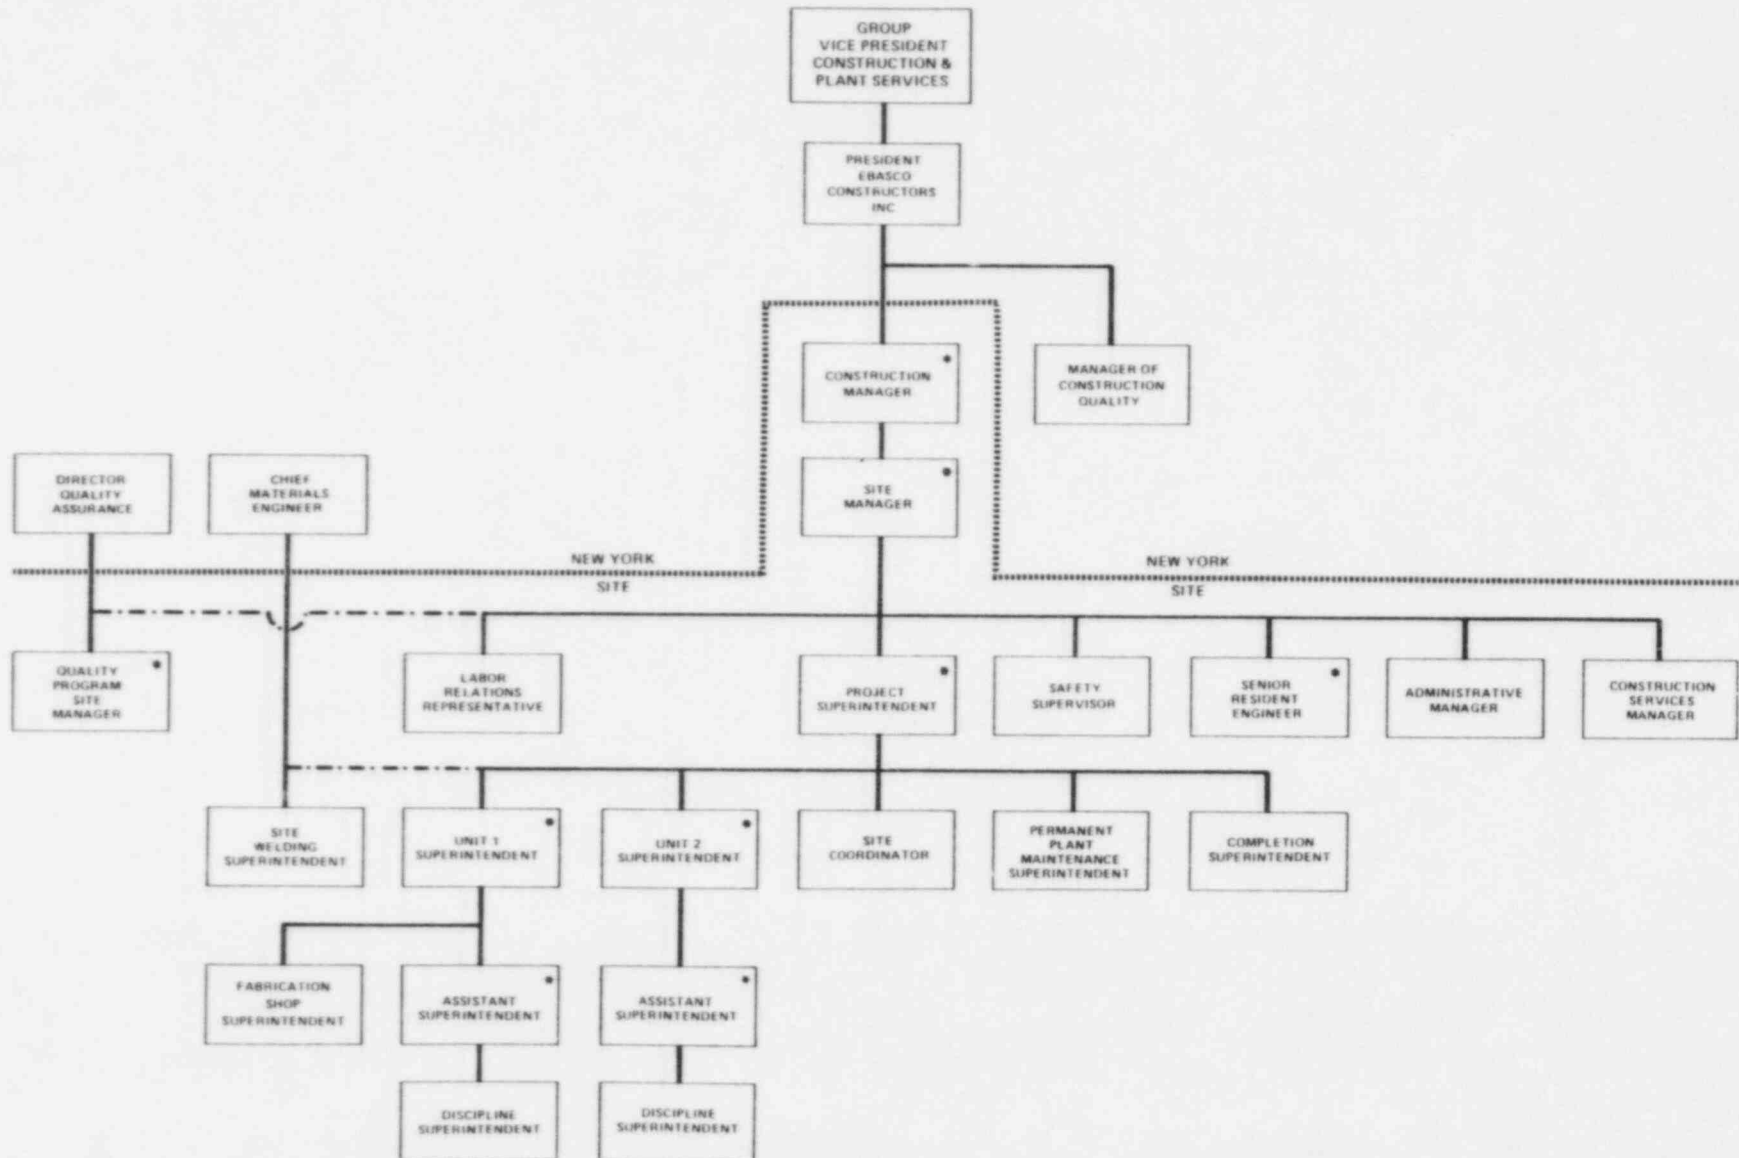 GROUP
VICE PRESIDENT
CONSTRUCTION &
PLANT SERVICES
PRESIDENT
EBASCO
CONSTRUCTORS
INC
CONSTRUCTION
MANAGER
MANAGER OF
CONSTRUCTION
QUALITY
DIRECTOR
QUALITY
ASSURANCE
CHIEF
MATERIALS
ENGINEER
SITE
MANAGER
NEW YORK
SITE
NEW YORK
SITE
QUALITY
PROGRAM
SITE
MANAGER
LABOR
RELATIONS
REPRESENTATIVE
PROJECT
SUPERINTENDENT
SAFETY
SUPERVISOR
SENIOR
RESIDENT
ENGINEER
ADMINISTRATIVE
MANAGER
CONSTRUCTION
SERVICES
MANAGER
SITE
WELDING
SUPERINTENDENT
UNIT 1
SUPERINTENDENT
UNIT 2
SUPERINTENDENT
SITE
COORDINATOR
PERMANENT
PLANT
MAINTENANCE
SUPERINTENDENT
COMPLETION
SUPERINTENDENT
FABRICATION
SHOP
SUPERINTENDENT
ASSISTANT
SUPERINTENDENT
ASSISTANT
SUPERINTENDENT
DISCIPLINE
SUPERINTENDENT
DISCIPLINE
SUPERINTENDENT